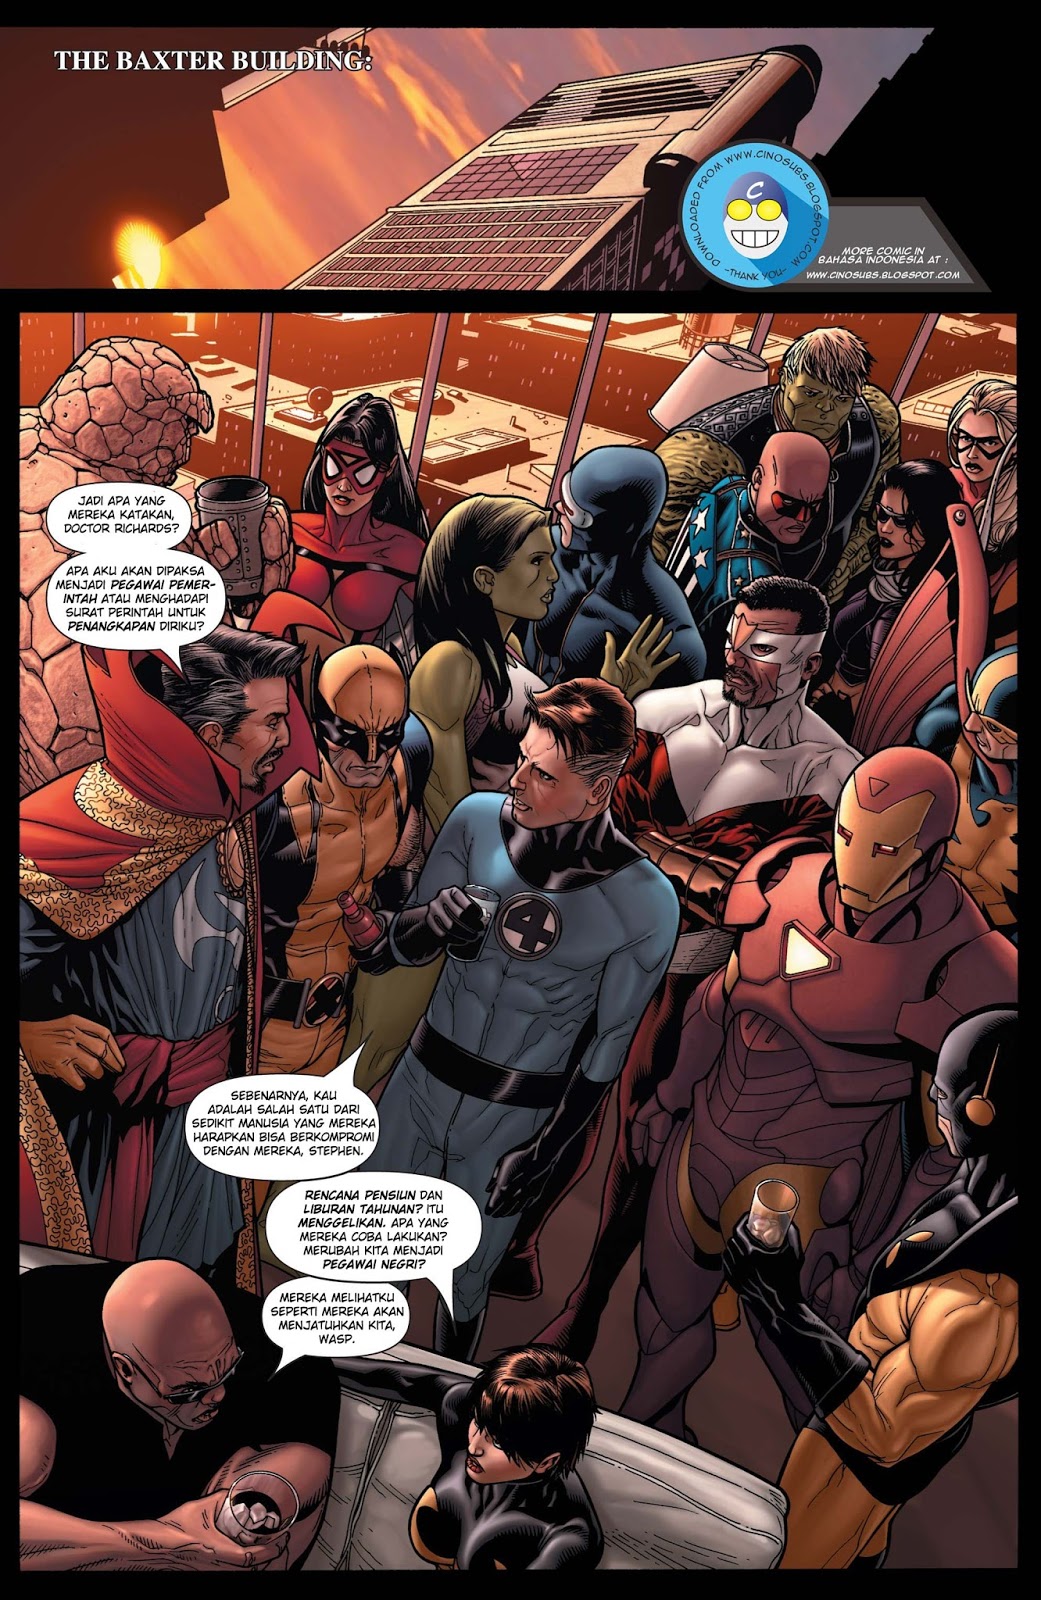 THE BAXTER BUILDING:
DOWNLOADED FROM WWW.CINOSUBS.BLOGSPOT.COM
C
-THANK YOU-
MORE COMIC IN
BAHASA INDONESIA AT :
WWW.CINOSUBS.BLOGSPOT.COM
JADI APA YANG
MEREKA KATAKAN,
DOCTOR RICHARDS?
APA AKU AKAN DIPAKSA
MENJADI PEGAWAI PEMER-
INTAH ATAU MENGHADAPI
SURAT PERINTAH UNTUK
PENANGKAPAN DIRIKU?
4
SEBENARNYA, KAU
ADALAH SALAH SATU DARI
SEDIKIT MANUSIA YANG MEREKA
HARAPKAN BISA BERKOMPROMI
DENGAN MEREKA, STEPHEN.
RENCANA PENSIUN DAN
LIBURAN TAHUNAN? ITU
MENGGELIKAN. APA YANG
MEREKA COBA LAKUKAN?
MERUBAH KITA MENJADI
PEGAWAI NEGRI?
MEREKA MELIHATKU
SEPERTI MEREKA AKAN
MENJATUHKAN KITA,
WASP.